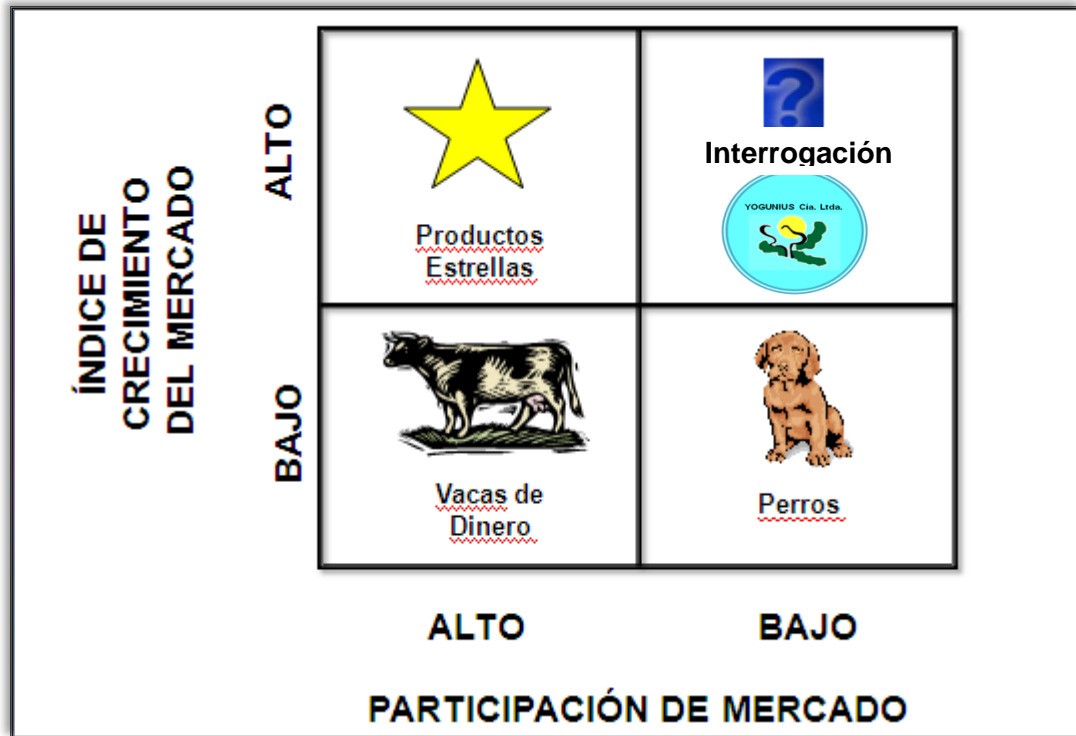 ÍNDICE DE
CRECIMIENTO
DEL MERCADO
ALTO
BAJO
Productos
Estrellas
?
Interrogación
YOGUNIUS Cia. Ltda.
Vacas de
Dinero
Perros
ALTO
BAJO
PARTICIPACIÓN DE MERCADO